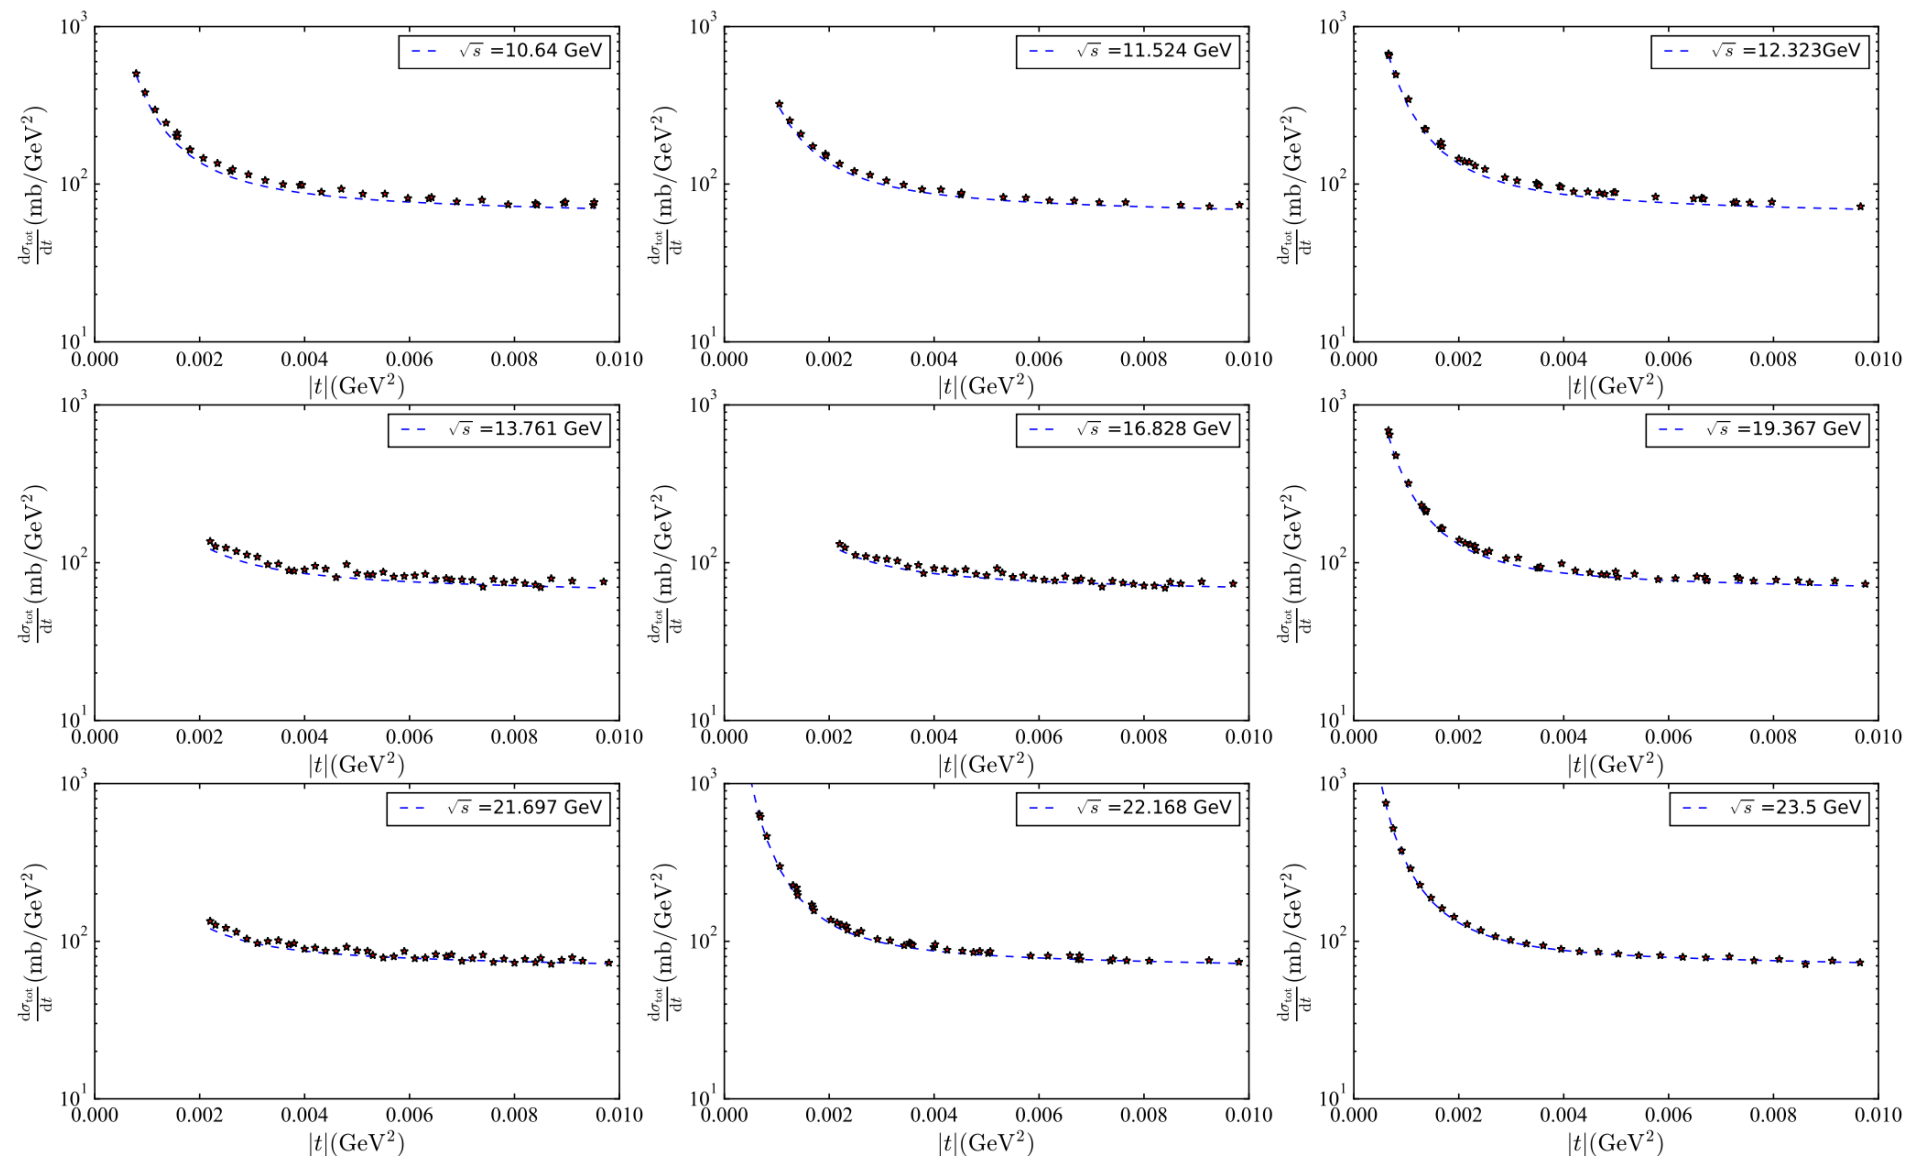 10³
√s =10.64 GeV
10²
10¹
dσ_tot/dt (mb/GeV²)
0.000 0.002 0.004 0.006 0.008 0.010
|t|(GeV²)
10³
√s =11.524 GeV
10²
10¹
dσ_tot/dt (mb/GeV²)
0.000 0.002 0.004 0.006 0.008 0.010
|t|(GeV²)
10³
√s =12.323GeV
10²
10¹
dσ_tot/dt (mb/GeV²)
0.000 0.002 0.004 0.006 0.008 0.010
|t|(GeV²)
10³
√s =13.761 GeV
10²
10¹
dσ_tot/dt (mb/GeV²)
0.000 0.002 0.004 0.006 0.008 0.010
|t|(GeV²)
10³
√s =16.828 GeV
10²
10¹
dσ_tot/dt (mb/GeV²)
0.000 0.002 0.004 0.006 0.008 0.010
|t|(GeV²)
10³
√s =19.367 GeV
10²
10¹
dσ_tot/dt (mb/GeV²)
0.000 0.002 0.004 0.006 0.008 0.010
|t|(GeV²)
10³
√s =21.697 GeV
10²
10¹
dσ_tot/dt (mb/GeV²)
0.000 0.002 0.004 0.006 0.008 0.010
|t|(GeV²)
10³
√s =22.168 GeV
10²
10¹
dσ_tot/dt (mb/GeV²)
0.000 0.002 0.004 0.006 0.008 0.010
|t|(GeV²)
10³
√s =23.5 GeV
10²
10¹
dσ_tot/dt (mb/GeV²)
0.000 0.002 0.004 0.006 0.008 0.010
|t|(GeV²)